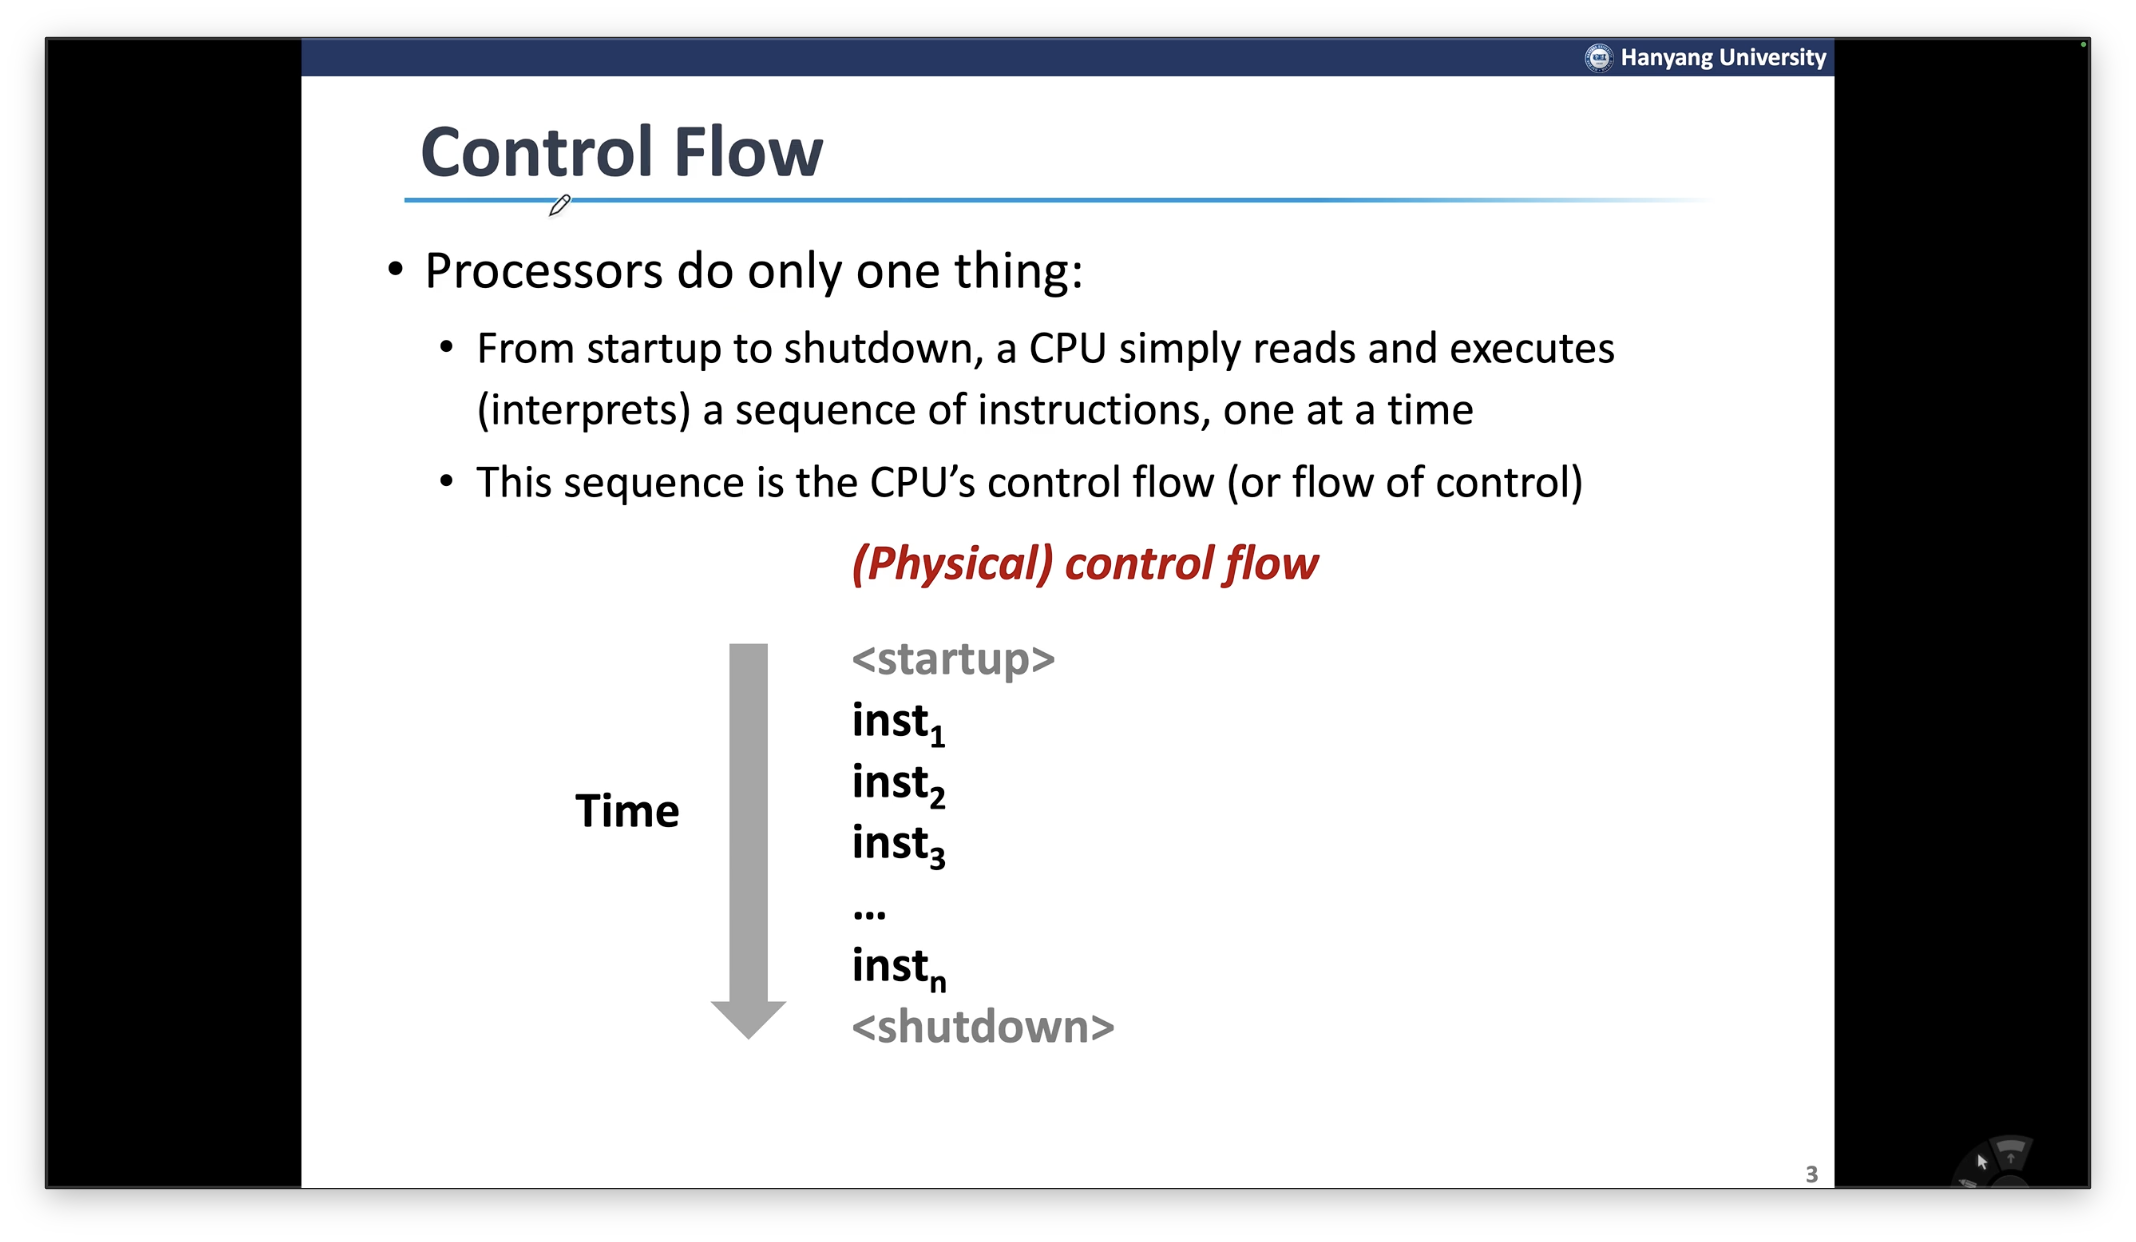 Hanyang University
Control Flow
• Processors do only one thing:
• From startup to shutdown, a CPU simply reads and executes
(interprets) a sequence of instructions, one at a time
• This sequence is the CPU’s control flow (or flow of control)
(Physical) control flow
<startup>
inst1
inst2
Time
inst3
...
instn
<shutdown>
3